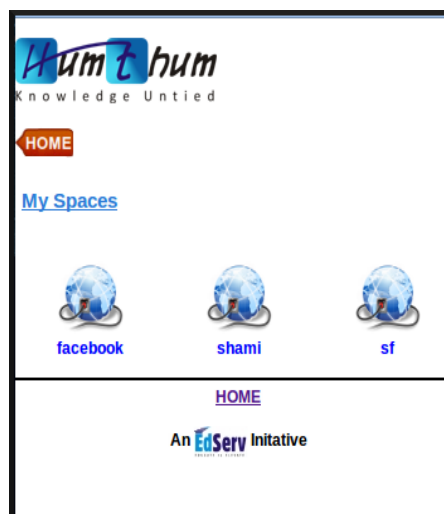 HumThum
Knowledge Untied
HOME
My Spaces
facebook shami sf
HOME
An EdServ Initative